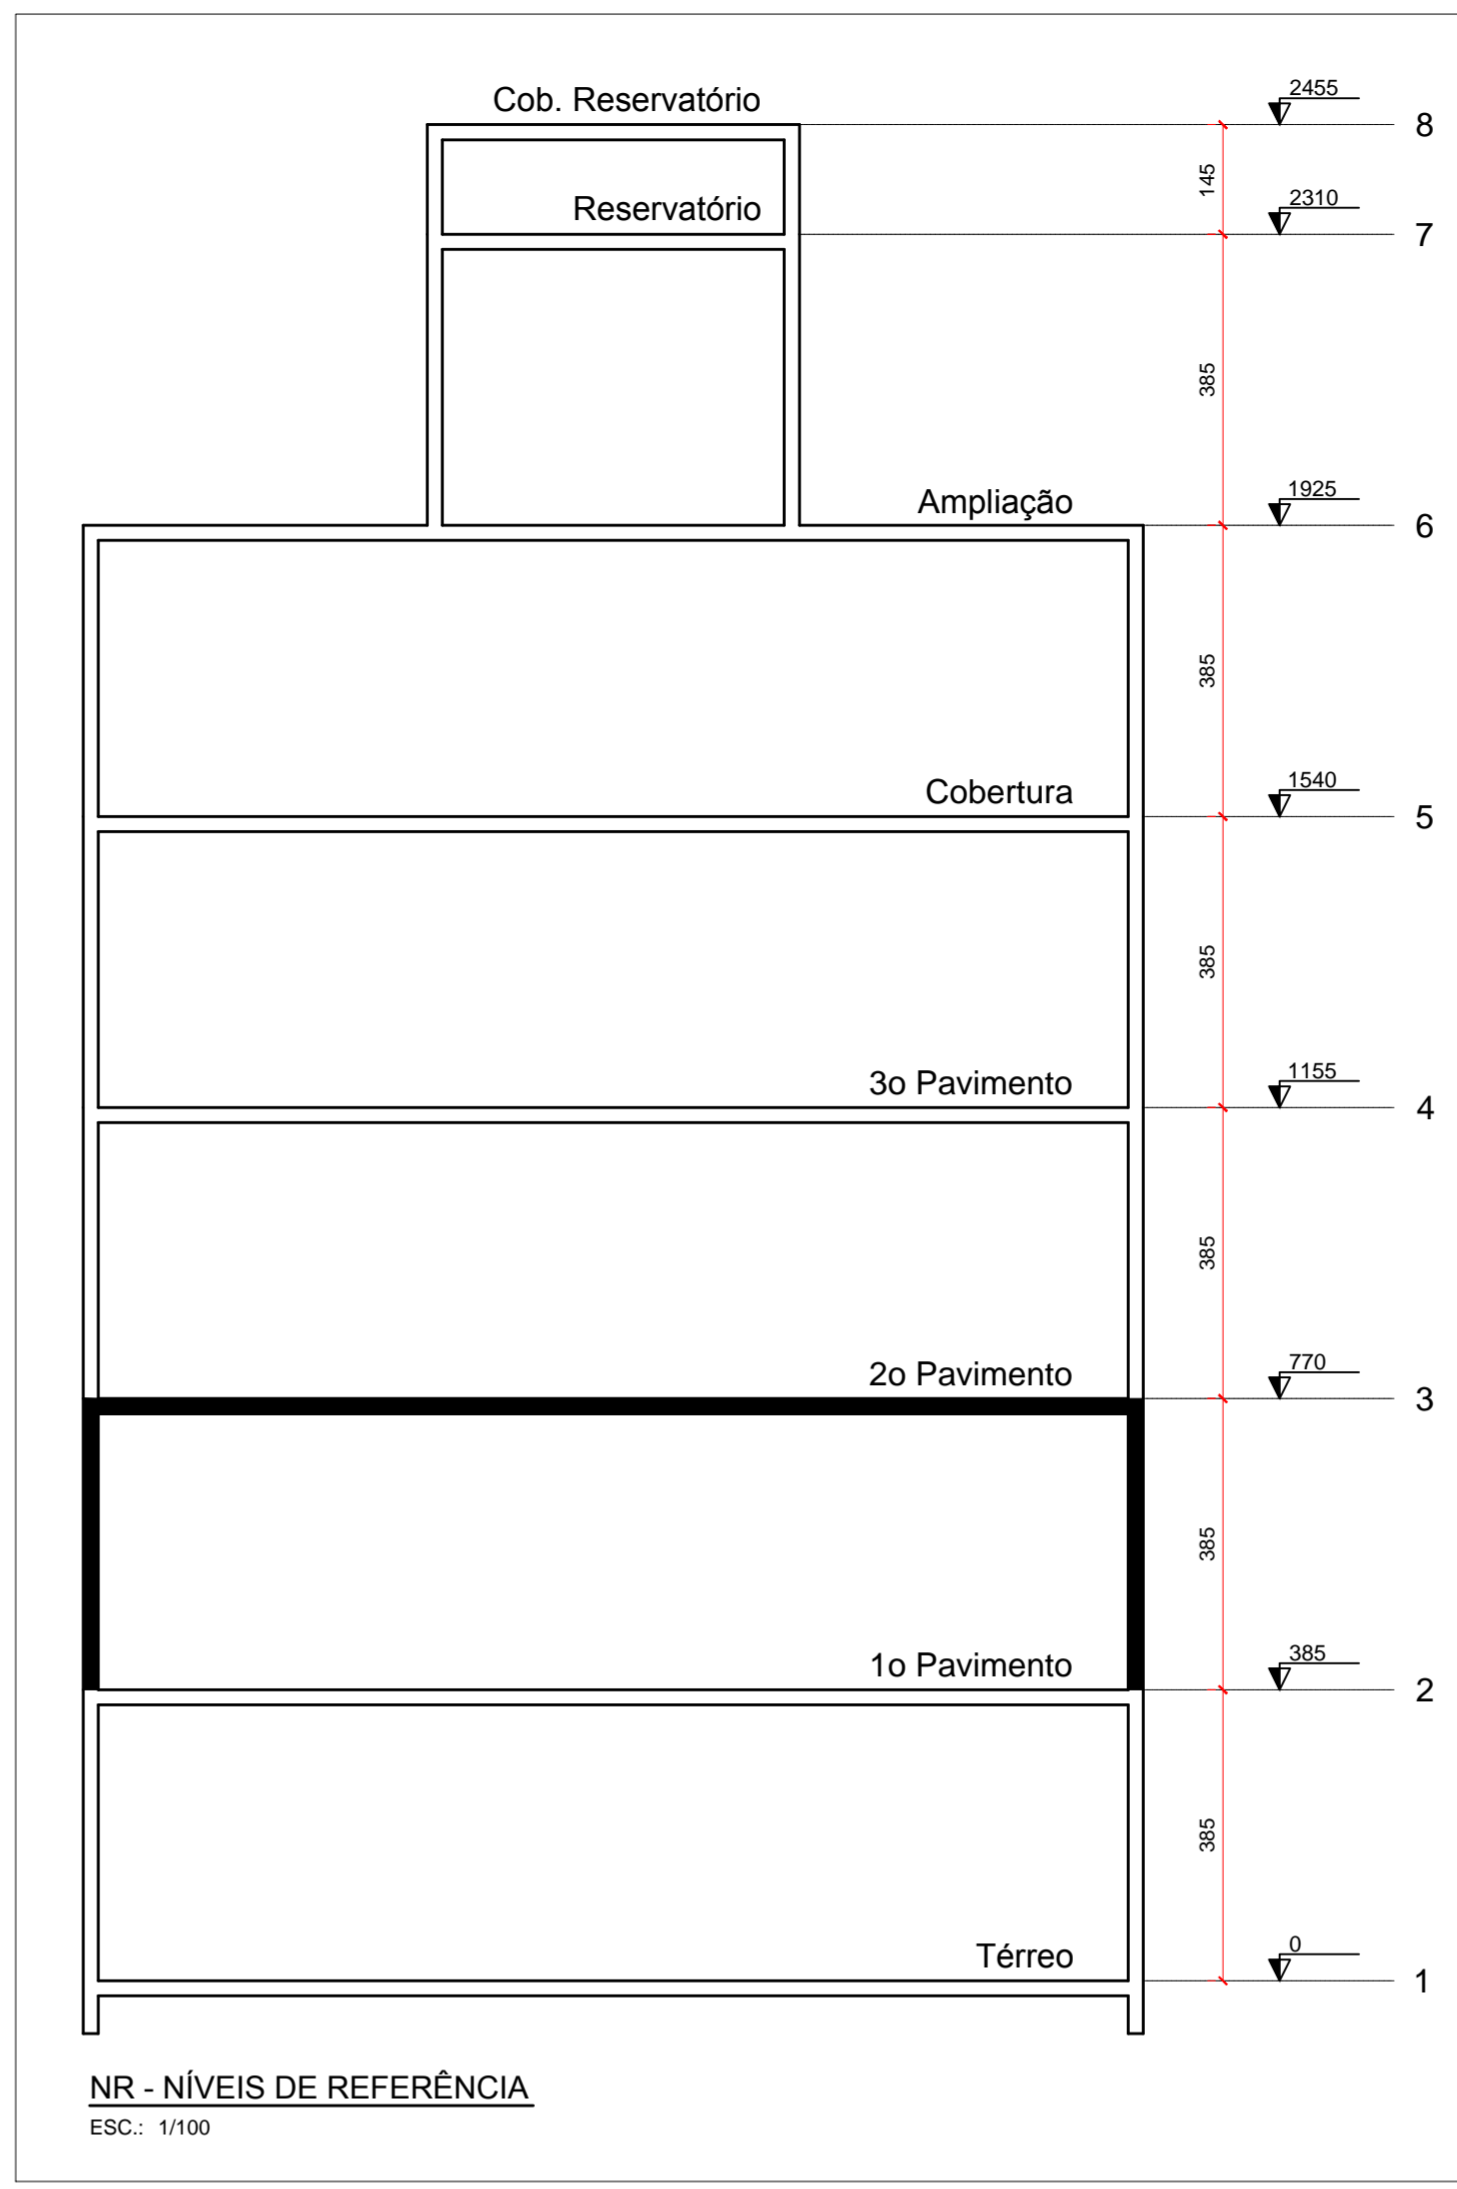 2455
Cob. Reservatório
8
145
2310
Reservatório
7
385
1925
Ampliação
6
385
1540
Cobertura
5
385
1155
3o Pavimento
4
385
770
2o Pavimento
3
385
385
1o Pavimento
2
385
0
Térreo
1
NR - NÍVEIS DE REFERÊNCIA
ESC.: 1/100